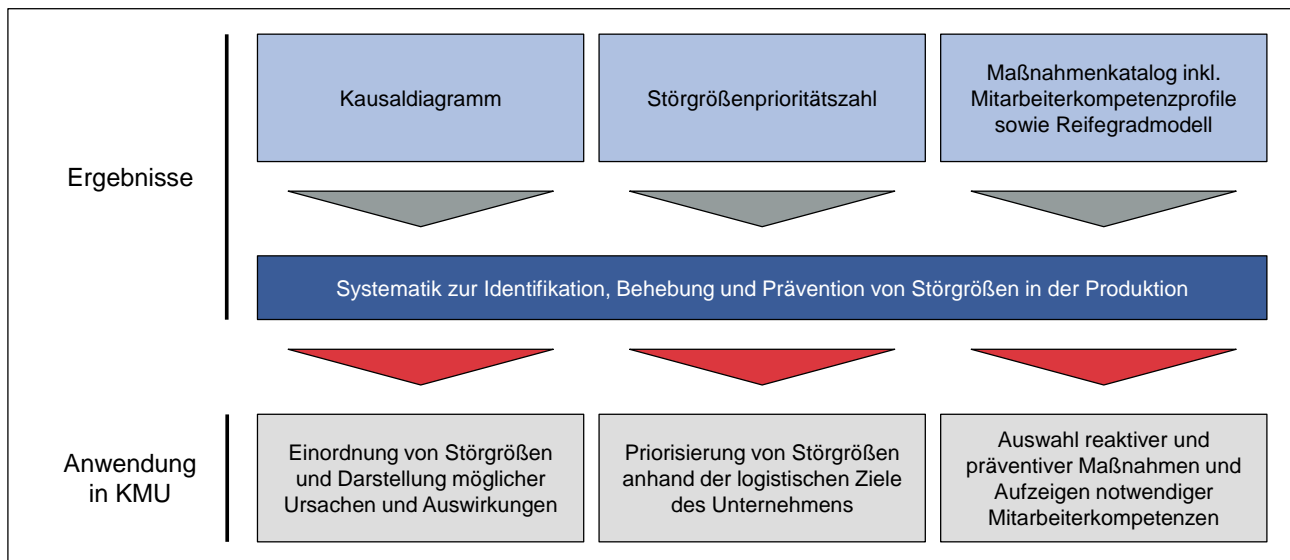 Ergebnisse
Kausaldiagramm
Störgrößenprioritätszahl
Maßnahmenkatalog inkl.
Mitarbeiterkompetenzprofile
sowie Reifegradmodell
Systematik zur Identifikation, Behebung und Prävention von Störgrößen in der Produktion
Anwendung
in KMU
Einordnung von Störgrößen
und Darstellung möglicher
Ursachen und Auswirkungen
Priorisierung von Störgrößen
anhand der logistischen Ziele
des Unternehmens
Auswahl reaktiver und
präventiver Maßnahmen und
Aufzeigen notwendiger
Mitarbeiterkompetenzen